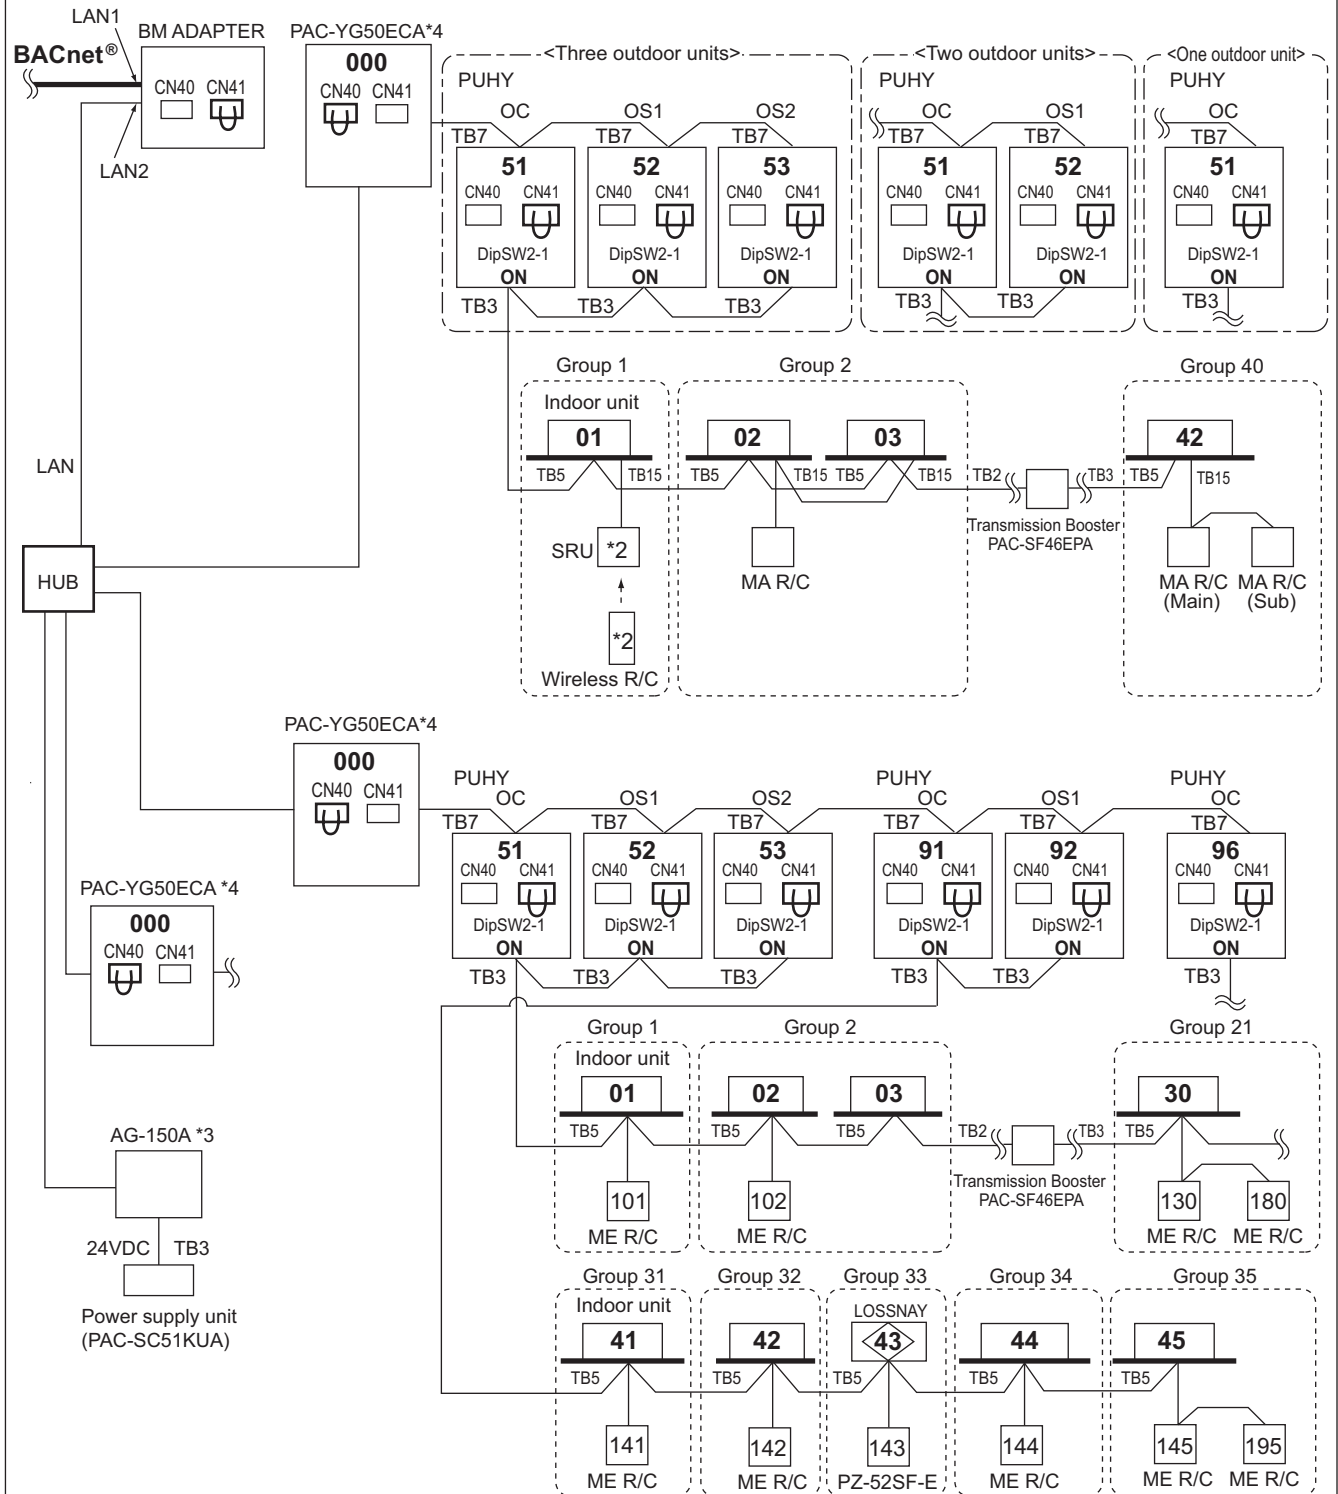 LAN1
BACnet®
BM ADAPTER
CN40 CN41
LAN2
PAC-YG50ECA*4
000
CN40 CN41
<Three outdoor units>
PUHY
OC OS1 OS2
TB7 TB7 TB7
51 52 53
CN40 CN41 CN40 CN41 CN40 CN41
DipSW2-1 DipSW2-1 DipSW2-1
ON ON ON
TB3 TB3 TB3
<Two outdoor units>
PUHY
OC OS1
TB7 TB7
51 52
CN40 CN41 CN40 CN41
DipSW2-1 DipSW2-1
ON ON
TB3 TB3
<One outdoor unit>
PUHY
OC
TB7
51
CN40 CN41
DipSW2-1
ON
TB3
Group 1
Indoor unit
01
TB5 TB15
SRU *2
*2
Wireless R/C
Group 2
02 03
TB5 TB15 TB5 TB15
MA R/C
TB2 TB3
Transmission Booster
PAC-SF46EPA
Group 40
42
TB5 TB15
MA R/C MA R/C
(Main) (Sub)
LAN
HUB
PAC-YG50ECA*4
000
CN40 CN41
PUHY
OC OS1 OS2
TB7 TB7 TB7
51 52 53
CN40 CN41 CN40 CN41 CN40 CN41
DipSW2-1 DipSW2-1 DipSW2-1
ON ON ON
TB3 TB3 TB3
PUHY
OC OS1
TB7 TB7
91 92
CN40 CN41 CN40 CN41
DipSW2-1 DipSW2-1
ON ON
TB3 TB3
PUHY
OC
TB7
96
CN40 CN41
DipSW2-1
ON
TB3
PAC-YG50ECA *4
000
CN40 CN41
Group 1
Indoor unit
01
TB5
101
ME R/C
Group 2
02 03
TB5 TB5
102
ME R/C
TB2 TB3
Transmission Booster
PAC-SF46EPA
Group 21
30
TB5
130 180
ME R/C ME R/C
AG-150A *3
24VDC TB3
Power supply unit
(PAC-SC51KUA)
Group 31
Indoor unit
41
TB5
141
ME R/C
Group 32
42
TB5
142
ME R/C
Group 33
LOSSNAY
43
TB5
143
PZ-52SF-E
Group 34
44
TB5
144
ME R/C
Group 35
45
TB5
145 195
ME R/C ME R/C